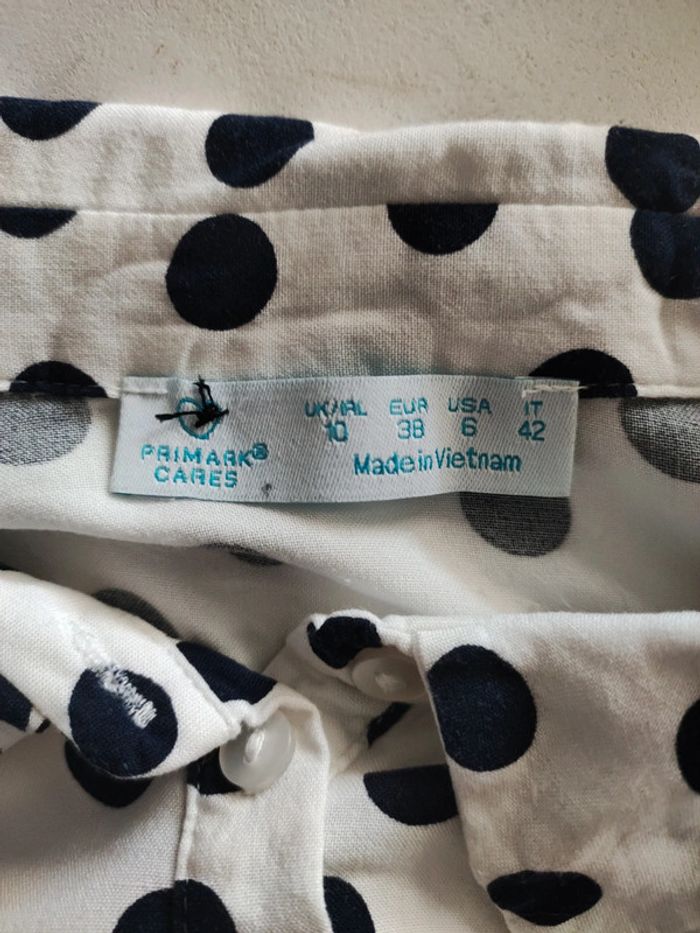 PRIMARK®
CARES
UK/IRL EUR USA IT
10 38 6 42
Made in Vietnam